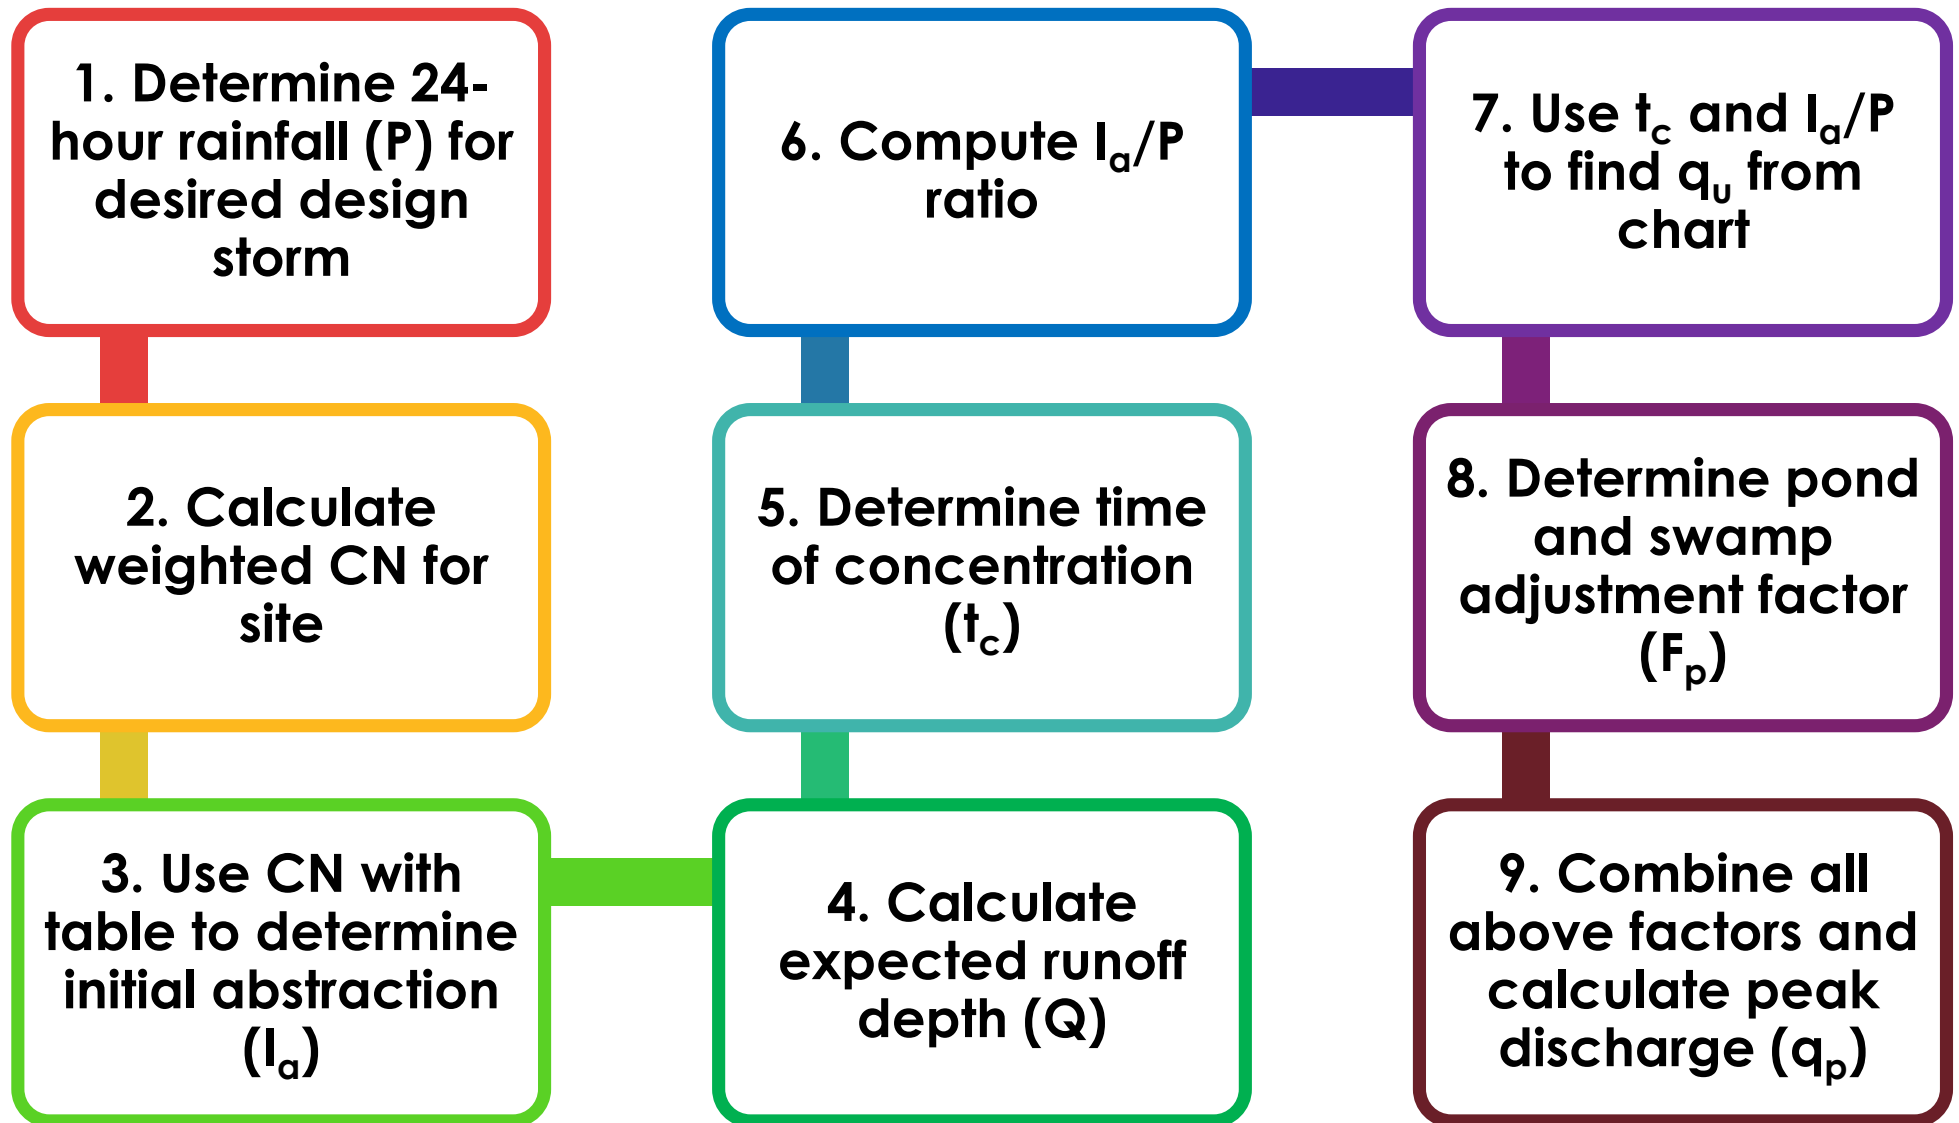 1. Determine 24-
hour rainfall (P) for
desired design
storm
2. Calculate
weighted CN for
site
3. Use CN with
table to determine
initial abstraction
(Iₐ)
4. Calculate
expected runoff
depth (Q)
5. Determine time
of concentration
(t_c)
6. Compute Iₐ/P
ratio
7. Use t_c and Iₐ/P
to find qᵤ from
chart
8. Determine pond
and swamp
adjustment factor
(Fₚ)
9. Combine all
above factors and
calculate peak
discharge (qₚ)